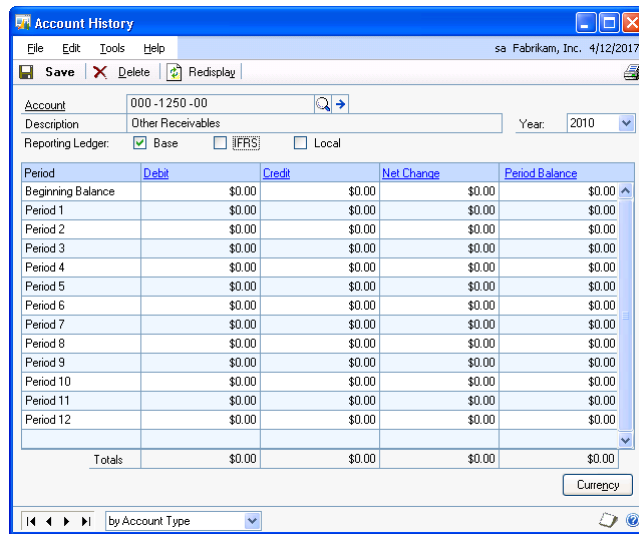 Account History
File Edit Tools Help sa Fabrikam, Inc. 4/12/2017
Save Delete Redisplay
Account 000 -1250 -00
Description Other Receivables Year: 2010
Reporting Ledger: Base IFRS Local
Period Debit Credit Net Change Period Balance
Beginning Balance $0.00 $0.00 $0.00 $0.00
Period 1 $0.00 $0.00 $0.00 $0.00
Period 2 $0.00 $0.00 $0.00 $0.00
Period 3 $0.00 $0.00 $0.00 $0.00
Period 4 $0.00 $0.00 $0.00 $0.00
Period 5 $0.00 $0.00 $0.00 $0.00
Period 6 $0.00 $0.00 $0.00 $0.00
Period 7 $0.00 $0.00 $0.00 $0.00
Period 8 $0.00 $0.00 $0.00 $0.00
Period 9 $0.00 $0.00 $0.00 $0.00
Period 10 $0.00 $0.00 $0.00 $0.00
Period 11 $0.00 $0.00 $0.00 $0.00
Period 12 $0.00 $0.00 $0.00 $0.00
Totals $0.00 $0.00 $0.00 $0.00
Currency
by Account Type